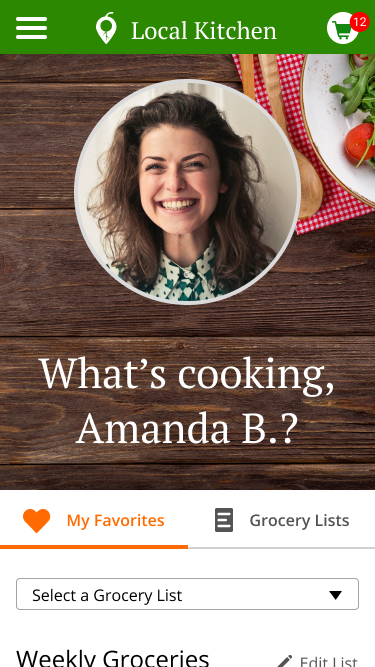 Local Kitchen
12
What's cooking,
Amanda B.?
My Favorites
Grocery Lists
Select a Grocery List
Weekly Groceries
Edit List